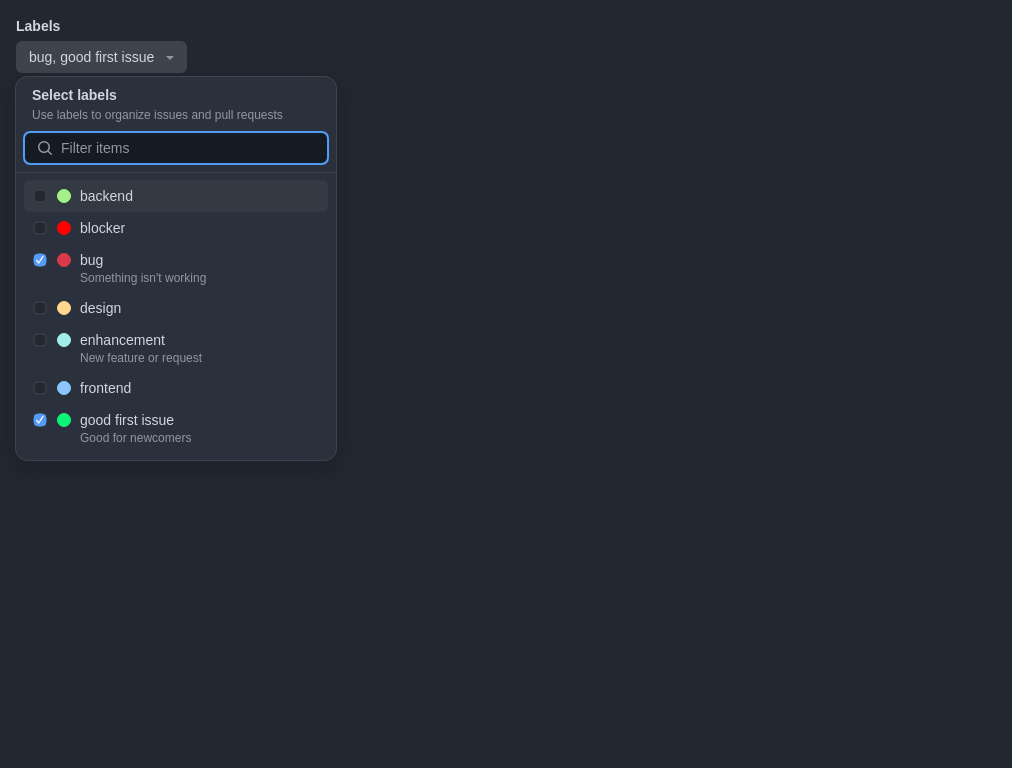 Labels
bug, good first issue
Select labels
Use labels to organize issues and pull requests
Filter items
backend
blocker
bug
Something isn't working
design
enhancement
New feature or request
frontend
good first issue
Good for newcomers